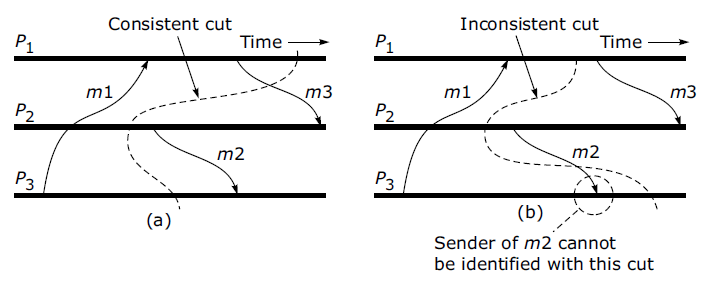 Consistent cut
P1
Time
m1
m3
P2
m2
P3
(a)
Inconsistent cut
P1
Time
m1
m3
P2
m2
P3
(b)
Sender of m2 cannot
be identified with this cut